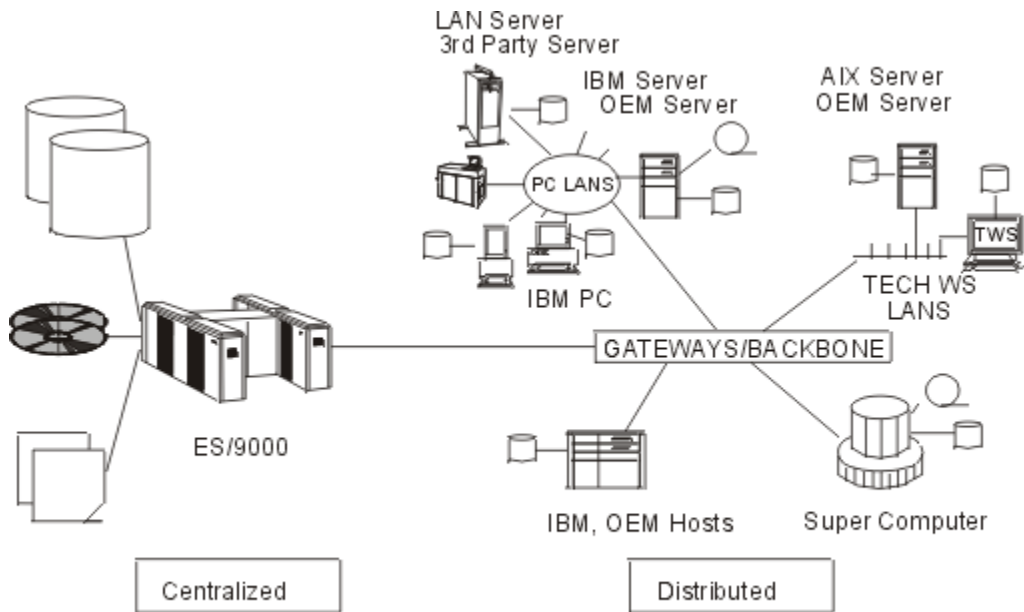 LAN Server
3rd Party Server
IBM Server
OEM Server
AIX Server
OEM Server
PC LANS
TWS
IBM PC
TECH WS
LANS
GATEWAYS/BACKBONE
ES/9000
IBM, OEM Hosts
Super Computer
Centralized
Distributed